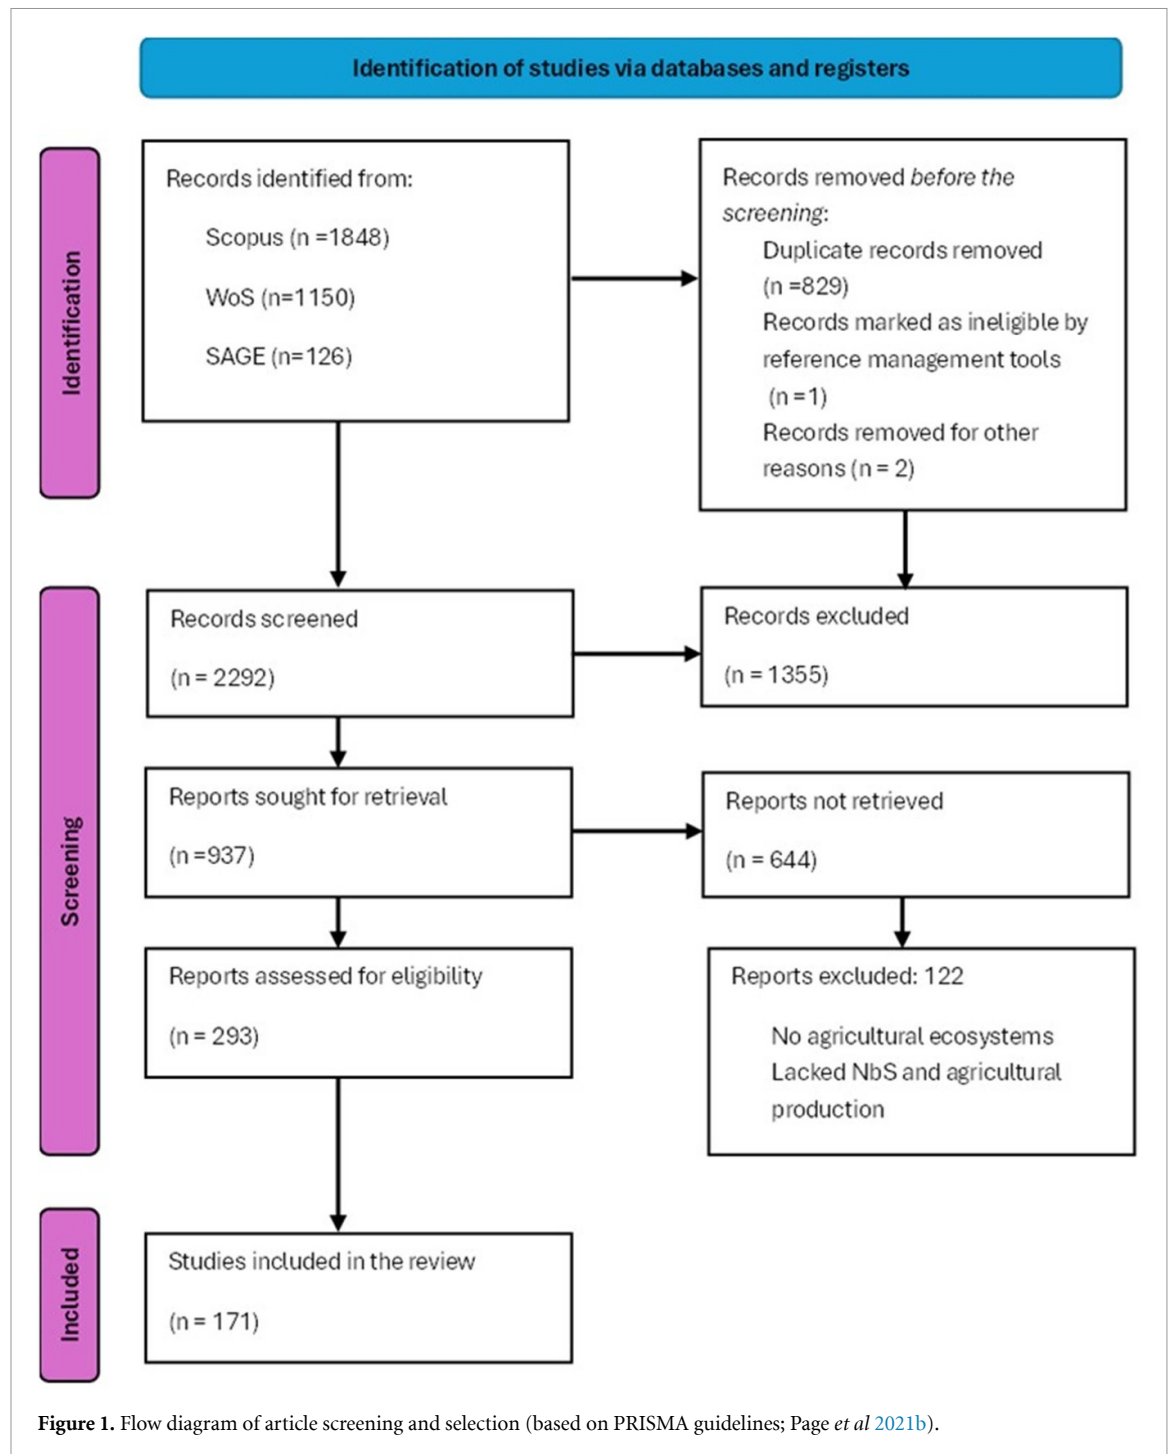 Identification of studies via databases and registers
Identification
Records identified from:
Scopus (n =1848)
WoS (n=1150)
SAGE (n=126)
Records removed before the
screening:
Duplicate records removed
(n =829)
Records marked as ineligible by
reference management tools
(n =1)
Records removed for other
reasons (n = 2)
Screening
Records screened
(n = 2292)
Records excluded
(n = 1355)
Reports sought for retrieval
(n =937)
Reports not retrieved
(n = 644)
Reports assessed for eligibility
(n = 293)
Reports excluded: 122
No agricultural ecosystems
Lacked NbS and agricultural
production
Included
Studies included in the review
(n = 171)
Figure 1. Flow diagram of article screening and selection (based on PRISMA guidelines; Page et al 2021b).